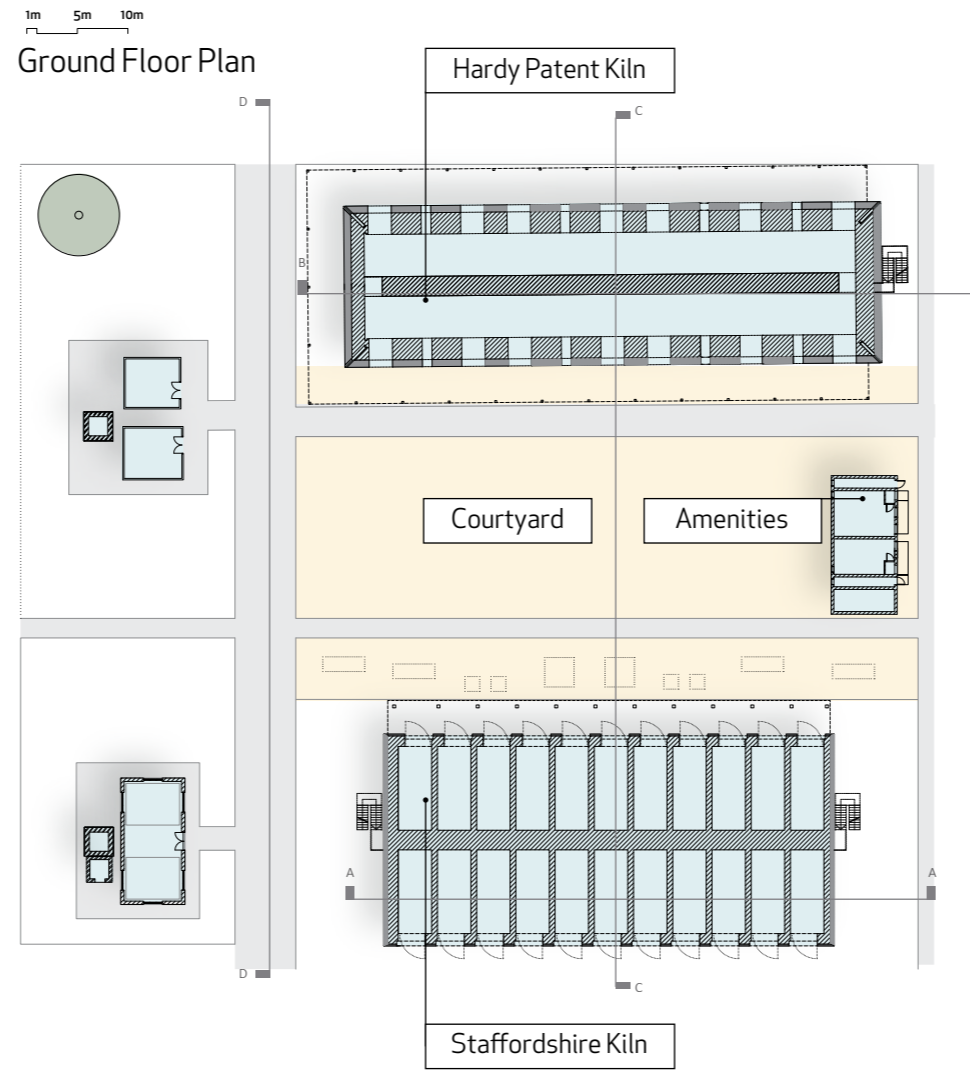 1m 5m 10m
Ground Floor Plan
Hardy Patent Kiln
D
C
B
Courtyard
Amenities
A
A
D
C
Staffordshire Kiln